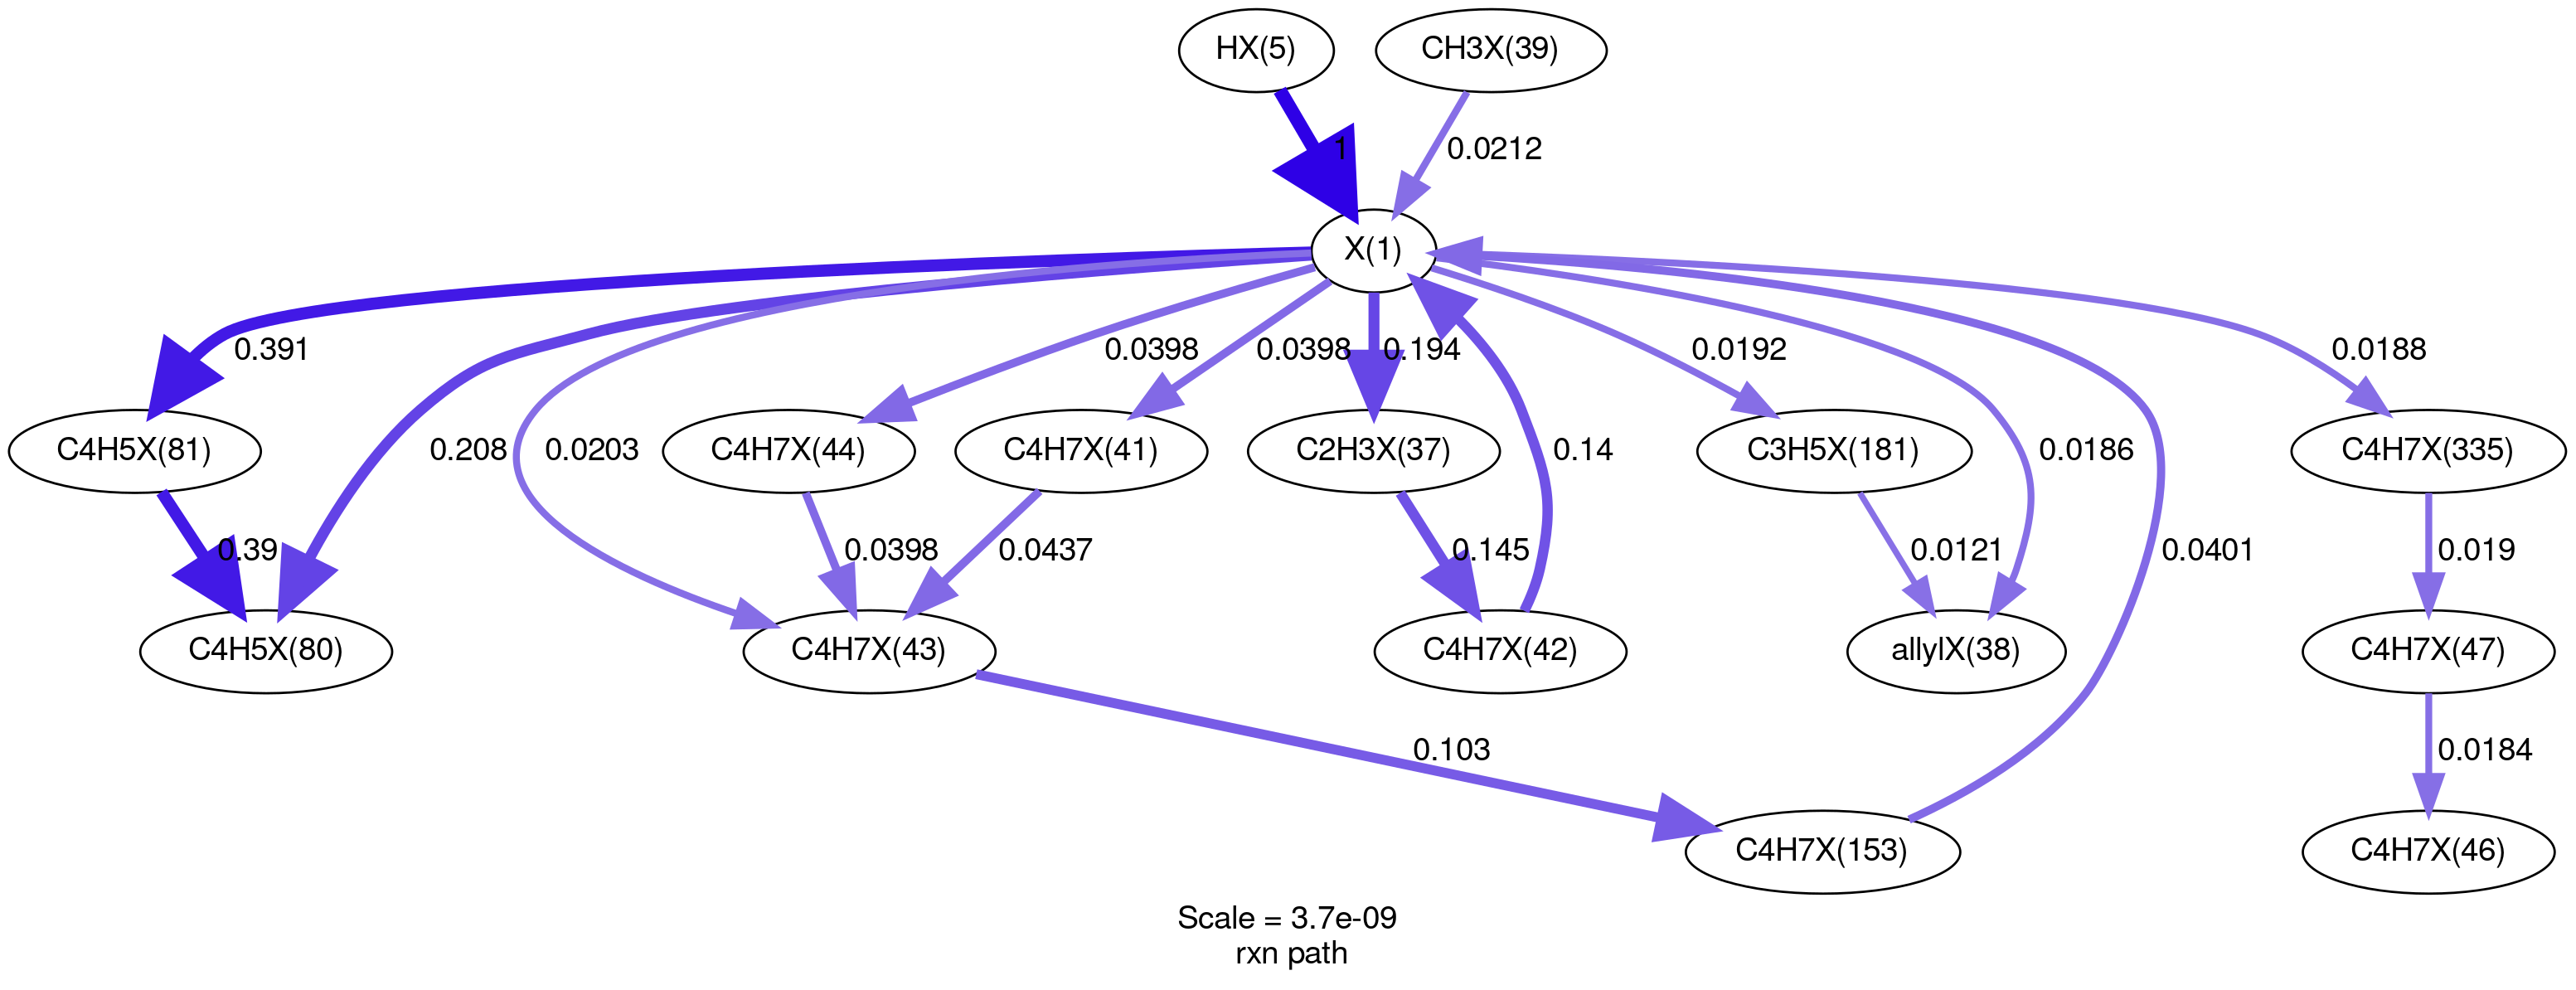 HX(5)
CH3X(39)
1
0.0212
X(1)
0.391
0.0398
0.0398
0.194
0.0192
0.0188
C4H5X(81)
0.208
0.0203
C4H7X(44)
C4H7X(41)
C2H3X(37)
0.14
C3H5X(181)
0.0186
C4H7X(335)
0.39
0.0398
0.0437
0.145
0.0121
0.0401
0.019
C4H5X(80)
C4H7X(43)
C4H7X(42)
allylX(38)
C4H7X(47)
0.103
0.0184
C4H7X(153)
C4H7X(46)
Scale = 3.7e-09
rxn path